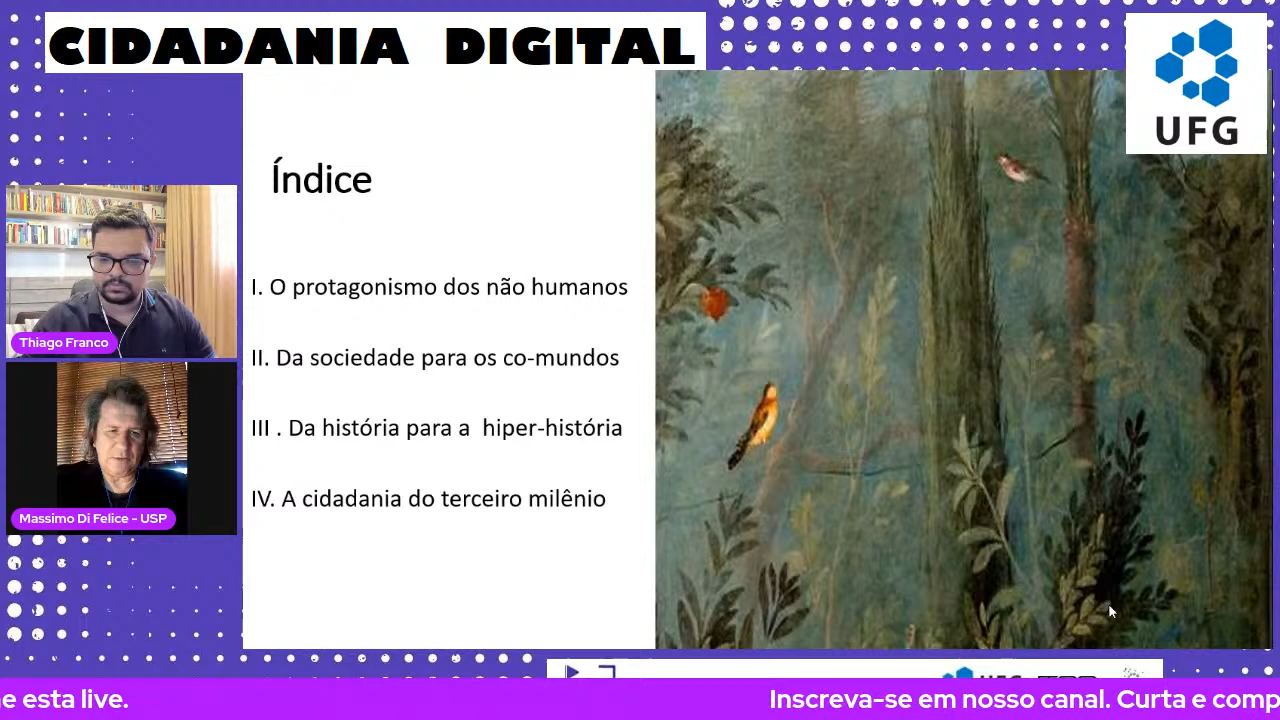 CIDADANIA DIGITAL
UFG
Índice
I. O protagonismo dos não humanos
II. Da sociedade para os co-mundos
III . Da história para a hiper-história
IV. A cidadania do terceiro milênio
Thiago Franco
Massimo Di Felice - USP
e esta live.
Inscreva-se em nosso canal. Curta e comp